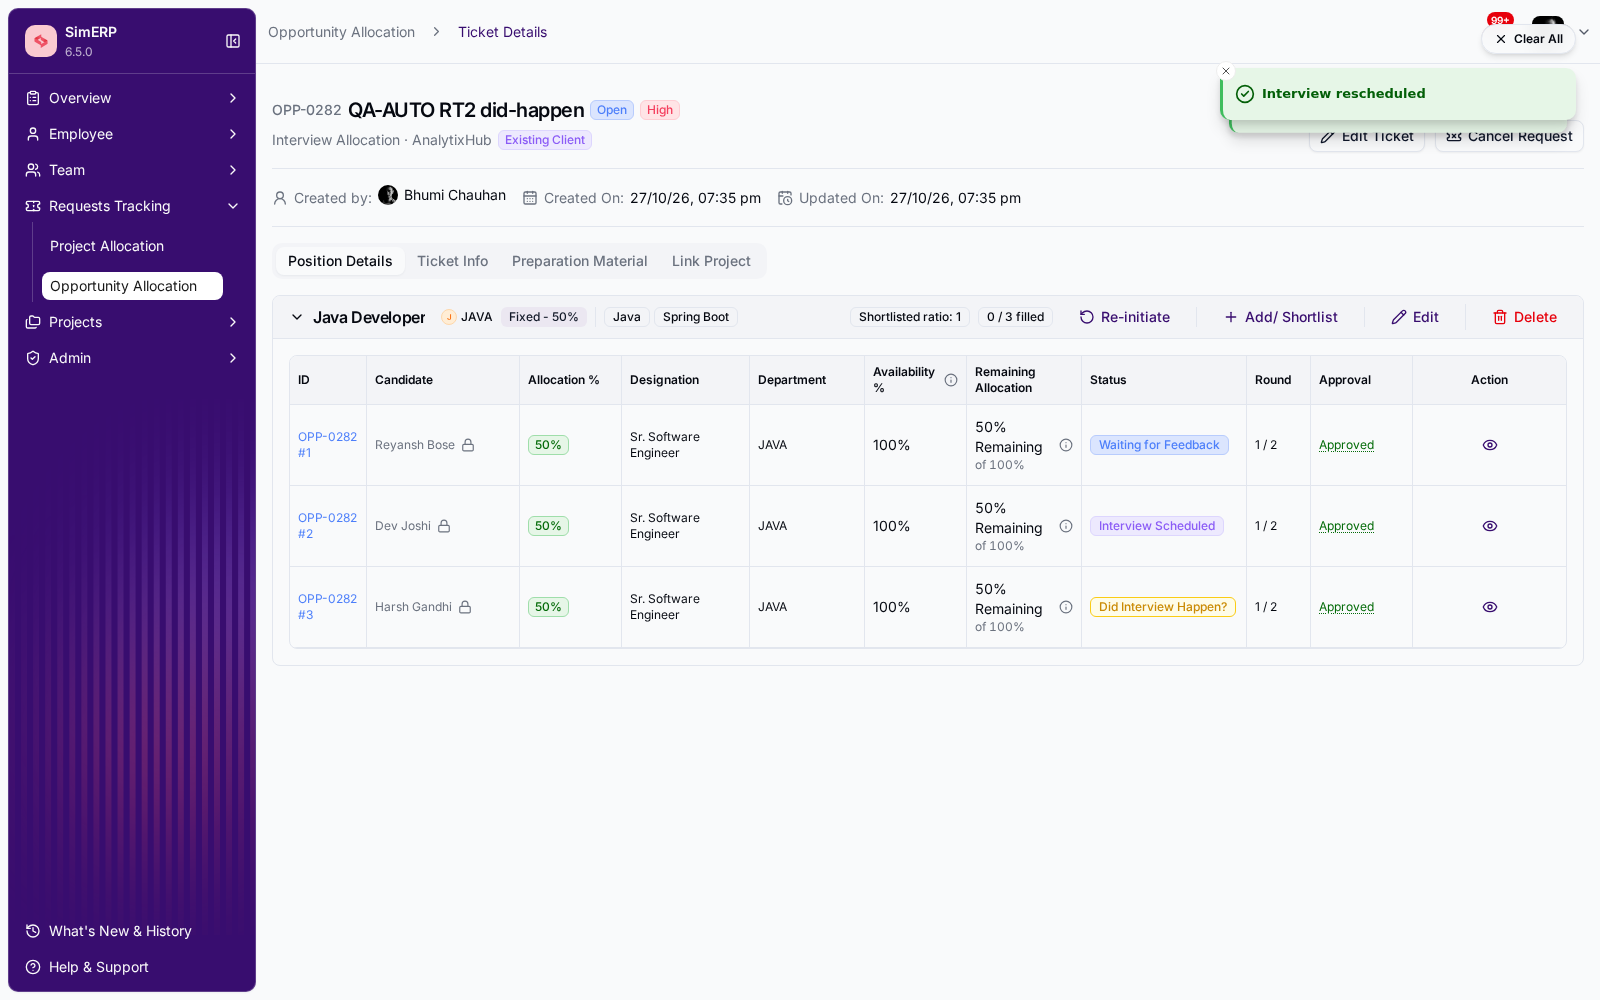 SimERP
6.5.0
Overview
Employee
Team
Requests Tracking
Project Allocation
Opportunity Allocation
Projects
Admin
What's New & History
Help & Support
Opportunity Allocation
Ticket Details
99+
Clear All
Interview rescheduled
OPP-0282 QA-AUTO RT2 did-happen Open High
Interview Allocation · AnalytixHub Existing Client
Edit Ticket
Cancel Request
Created by: Bhumi Chauhan Created On: 27/10/26, 07:35 pm Updated On: 27/10/26, 07:35 pm
Position Details Ticket Info Preparation Material Link Project
Java Developer J JAVA Fixed - 50% Java Spring Boot Shortlisted ratio: 1 0 / 3 filled Re-initiate Add/ Shortlist Edit Delete
ID Candidate Allocation % Designation Department Availability % Remaining Allocation Status Round Approval Action
OPP-0282 #1 Reyansh Bose 50% Sr. Software Engineer JAVA 100% 50% Remaining of 100% Waiting for Feedback 1 / 2 Approved
OPP-0282 #2 Dev Joshi 50% Sr. Software Engineer JAVA 100% 50% Remaining of 100% Interview Scheduled 1 / 2 Approved
OPP-0282 #3 Harsh Gandhi 50% Sr. Software Engineer JAVA 100% 50% Remaining of 100% Did Interview Happen? 1 / 2 Approved